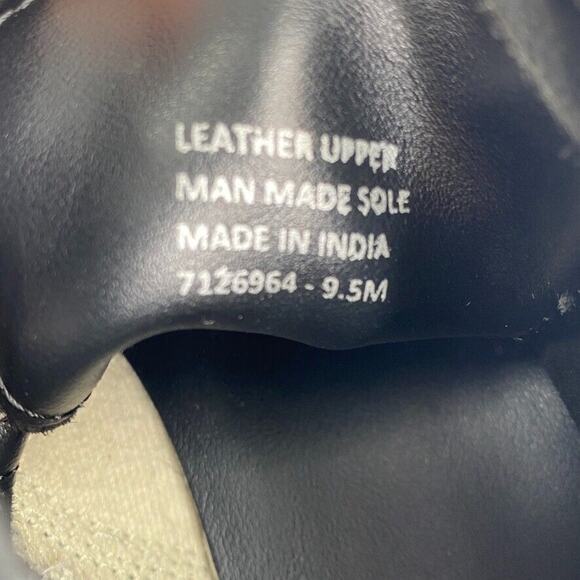 LEATHER UPPER
MAN MADE SOLE
MADE IN INDIA
7126964 - 9.5M